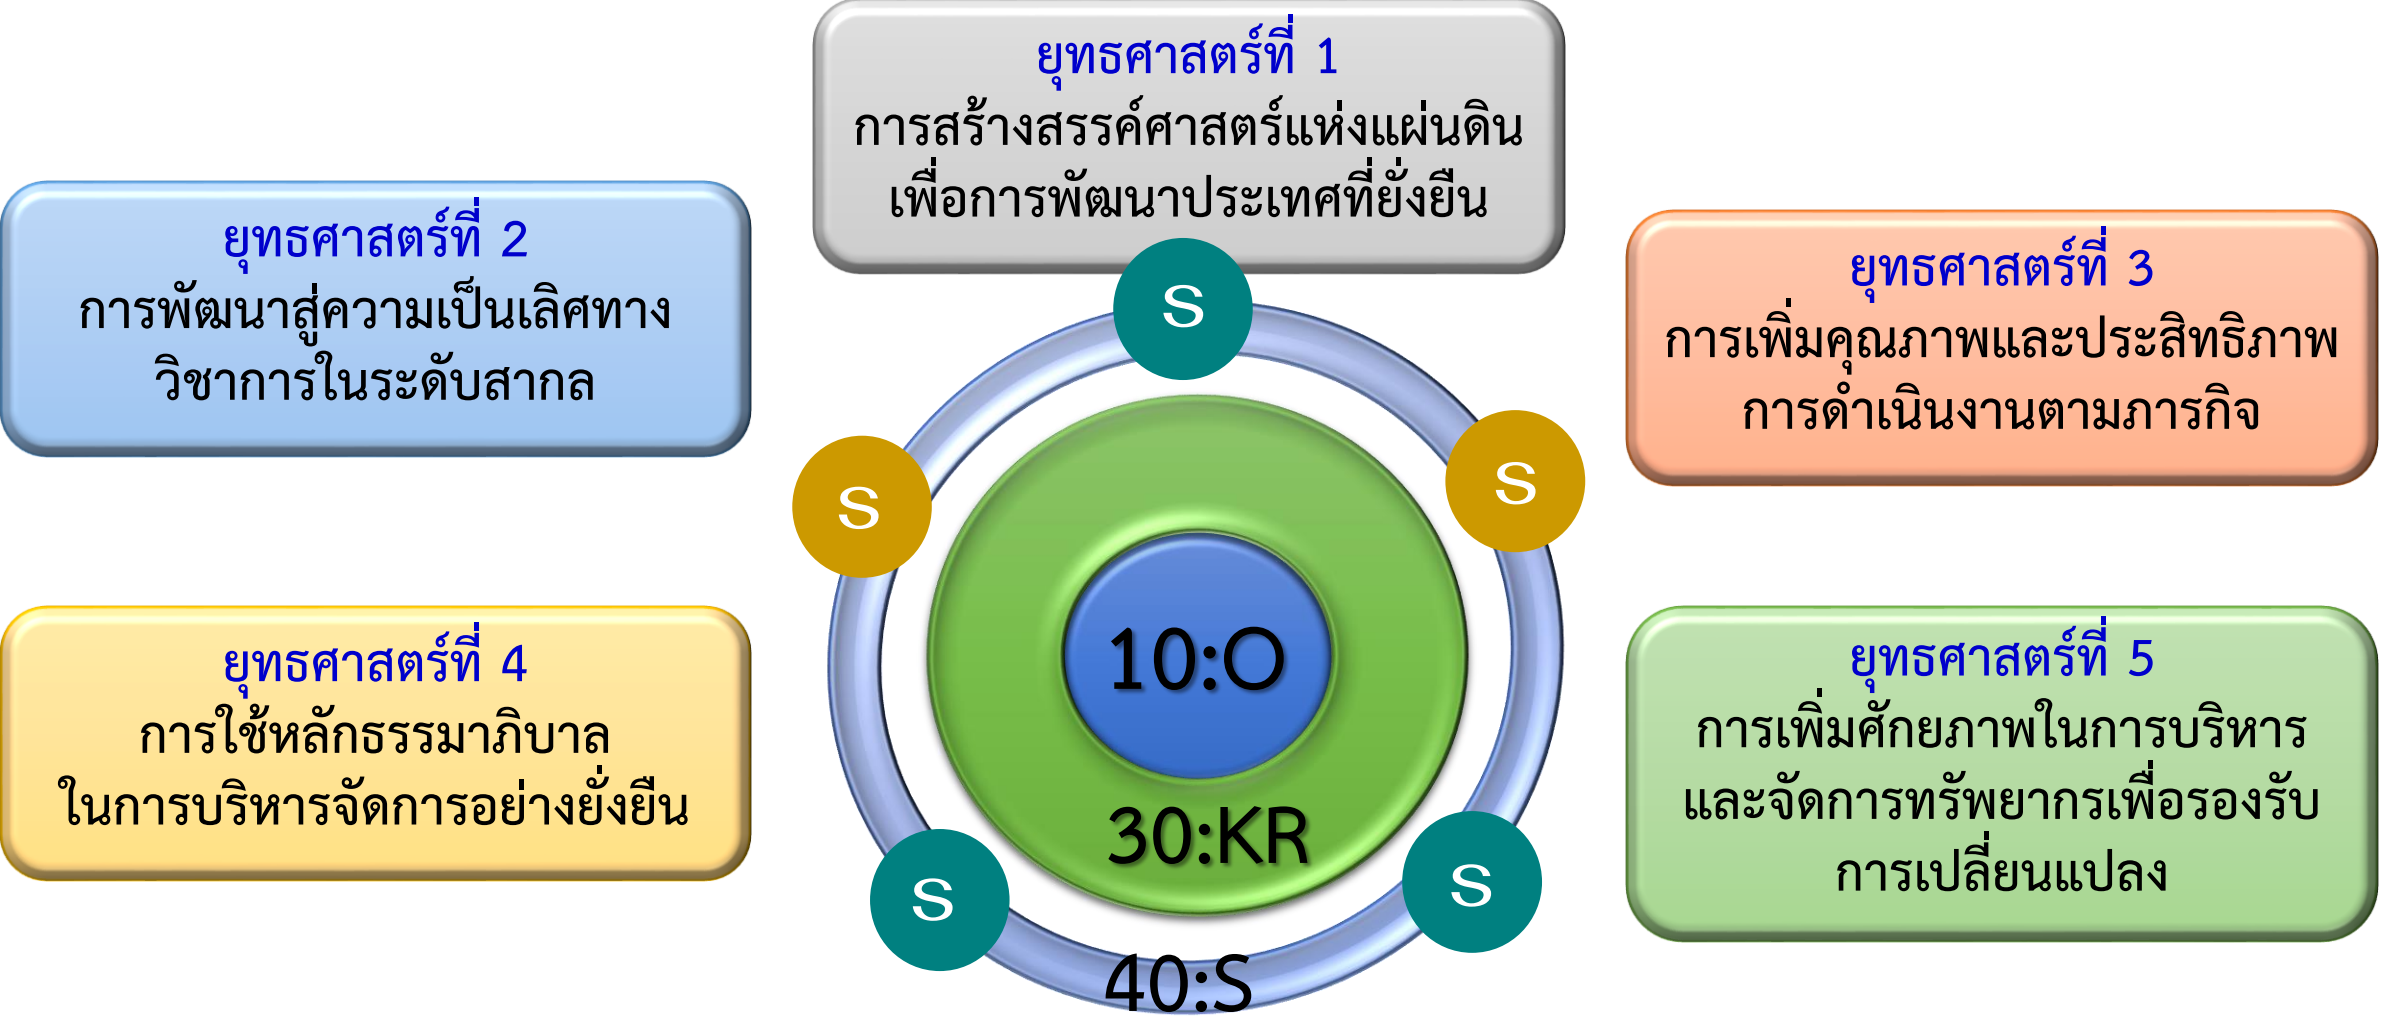 ยุทธศาสตร์ที่ 1
การสร้างสรรค์ศาสตร์แห่งแผ่นดิน
เพื่อการพัฒนาประเทศที่ยั่งยืน
ยุทธศาสตร์ที่ 2
การพัฒนาสู่ความเป็นเลิศทาง
วิชาการในระดับสากล
ยุทธศาสตร์ที่ 3
การเพิ่มคุณภาพและประสิทธิภาพ
การดำเนินงานตามภารกิจ
ยุทธศาสตร์ที่ 4
การใช้หลักธรรมาภิบาล
ในการบริหารจัดการอย่างยั่งยืน
ยุทธศาสตร์ที่ 5
การเพิ่มศักยภาพในการบริหาร
และจัดการทรัพยากรเพื่อรองรับ
การเปลี่ยนแปลง
S
S
S
S
S
10:O
30:KR
40:S